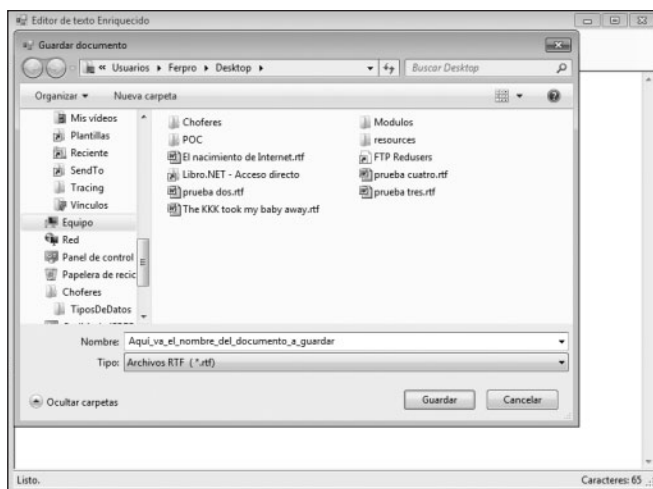 Editor de texto Enriquecido
Guardar documento
« Usuarios ▸ Ferpro ▸ Desktop ▸
Buscar Desktop
Organizar ▾ Nueva carpeta
Mis vídeos
Plantillas
Reciente
SendTo
Tracing
Vínculos
Equipo
Red
Panel de control
Papelera de recic
Choferes
TiposDeDatos
Choferes
POC
El nacimiento de Internet.rtf
Libro.NET - Acceso directo
prueba dos.rtf
The KKK took my baby away.rtf
Modulos
resources
FTP Redusers
prueba cuatro.rtf
prueba tres.rtf
Nombre: Aquí_va_el_nombre_del_documento_a_guardar
Tipo: Archivos RTF (*.rtf)
Ocultar carpetas
Guardar
Cancelar
Listo.
Caracteres: 65